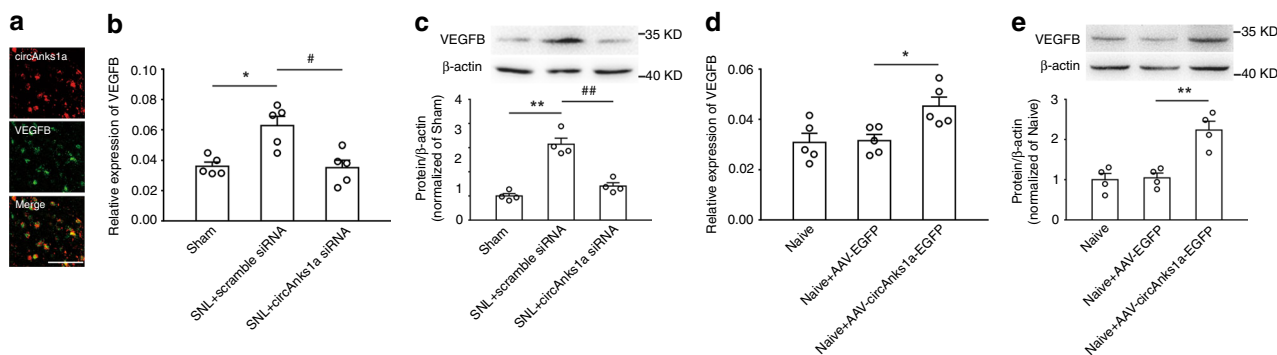 a
circAnks1a
VEGFB
Merge
b
Relative expression of VEGFB
0.10
0.08
0.06
0.04
0.02
0.00
*
#
Sham
SNL+scramble siRNA
SNL+circAnks1a siRNA
c
VEGFB
–35 KD
β-actin
–40 KD
Protein/β-actin
(normalized of Sham)
4
3
2
1
0
**
##
Sham
SNL+scramble siRNA
SNL+circAnks1a siRNA
d
Relative expression of VEGFB
0.06
0.04
0.02
0.00
*
Naive
Naive+AAV-EGFP
Naive+AAV-circAnks1a-EGFP
e
VEGFB
–35 KD
β-actin
–40 KD
Protein/β-actin
(normalized of Naive)
3
2
1
0
**
Naive
Naive+AAV-EGFP
Naive+AAV-circAnks1a-EGFP